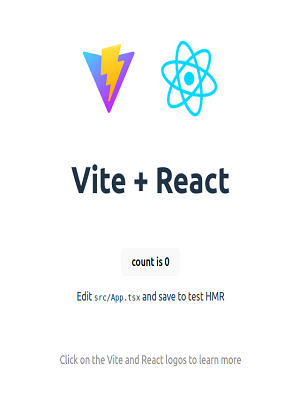 Vite + React
count is 0
Edit src/App.tsx and save to test HMR
Click on the Vite and React logos to learn more